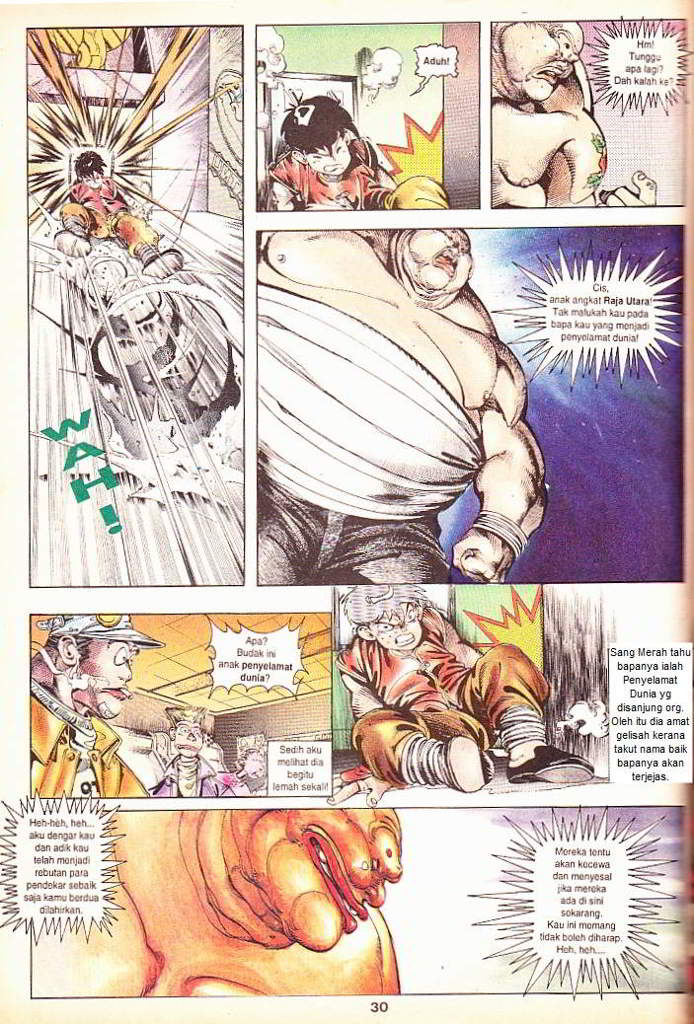 WAH!
Aduh!
Hm!
Tunggu
apa lagi?
Dah kalah ke?
Cis,
anak angkat Raja Utara!
Tak malukah kau pada
bapa kau yang menjadi
penyelamat dunia!
Apa?
Budak ini
anak penyelamat
dunia?
Sedih aku
melihat dia
begitu
lemah sekali!
Sang Merah tahu
bapanya ialah
Penyelamat
Dunia yg
disanjung org.
Oleh itu dia amat
gelisah kerana
takut nama baik
bapanya akan
terjejas.
Heh-heh, heh...
aku dengar kau
dan adik kau
telah menjadi
rebutan para
pendekar sebaik
saja kamu berdua
dilahirkan.
Mereka tentu
akan kecewa
dan menyesal
jika mereka
ada di sini
sekarang.
Kau ini memang
tidak boleh diharap.
Heh, heh....
30